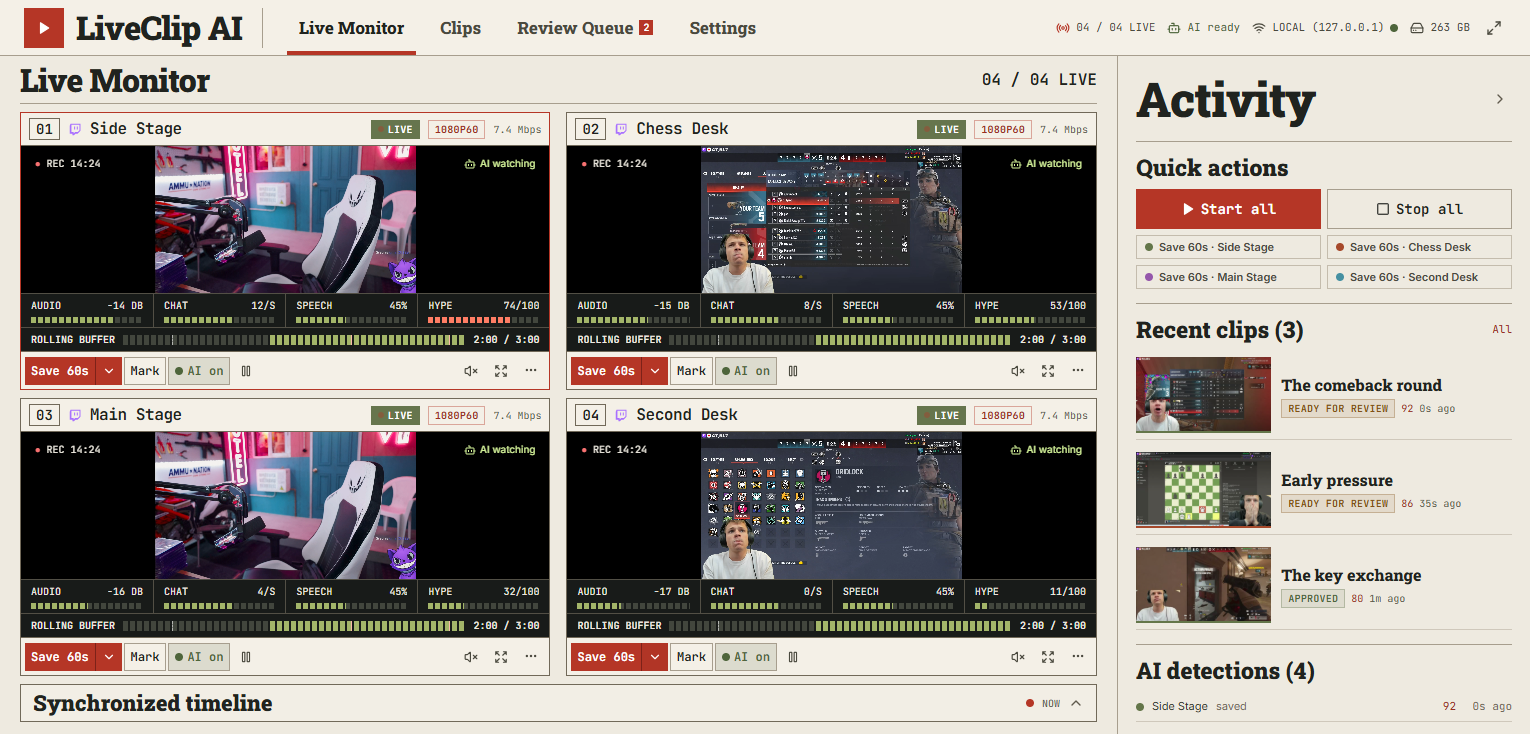 LiveClip AI
Live Monitor
Clips
Review Queue 2
Settings
04 / 04 LIVE
AI ready
LOCAL (127.0.0.1)
263 GB
Live Monitor
04 / 04 LIVE
01 Side Stage LIVE 1080P60 7.4 Mbps
REC 14:24 AI watching
AMMU-NATION
AUDIO -14 DB CHAT 12/S SPEECH 45% HYPE 74/100
ROLLING BUFFER 2:00 / 3:00
Save 60s Mark AI on
02 Chess Desk LIVE 1080P60 7.4 Mbps
REC 14:24 AI watching
YOUR TEAM
5
4
AUDIO -15 DB CHAT 8/S SPEECH 45% HYPE 53/100
ROLLING BUFFER 2:00 / 3:00
Save 60s Mark AI on
03 Main Stage LIVE 1080P60 7.4 Mbps
REC 14:24 AI watching
AMMU-NATION
AUDIO -16 DB CHAT 4/S SPEECH 45% HYPE 32/100
ROLLING BUFFER 2:00 / 3:00
Save 60s Mark AI on
04 Second Desk LIVE 1080P60 7.4 Mbps
REC 14:24 AI watching
GRIDLOCK
AUDIO -17 DB CHAT 0/S SPEECH 45% HYPE 11/100
ROLLING BUFFER 2:00 / 3:00
Save 60s Mark AI on
Synchronized timeline
NOW
Activity
Quick actions
Start all
Stop all
Save 60s · Side Stage
Save 60s · Chess Desk
Save 60s · Main Stage
Save 60s · Second Desk
Recent clips (3)
All
The comeback round
READY FOR REVIEW 92 0s ago
Early pressure
READY FOR REVIEW 86 35s ago
The key exchange
APPROVED 80 1m ago
AI detections (4)
Side Stage saved 92 0s ago